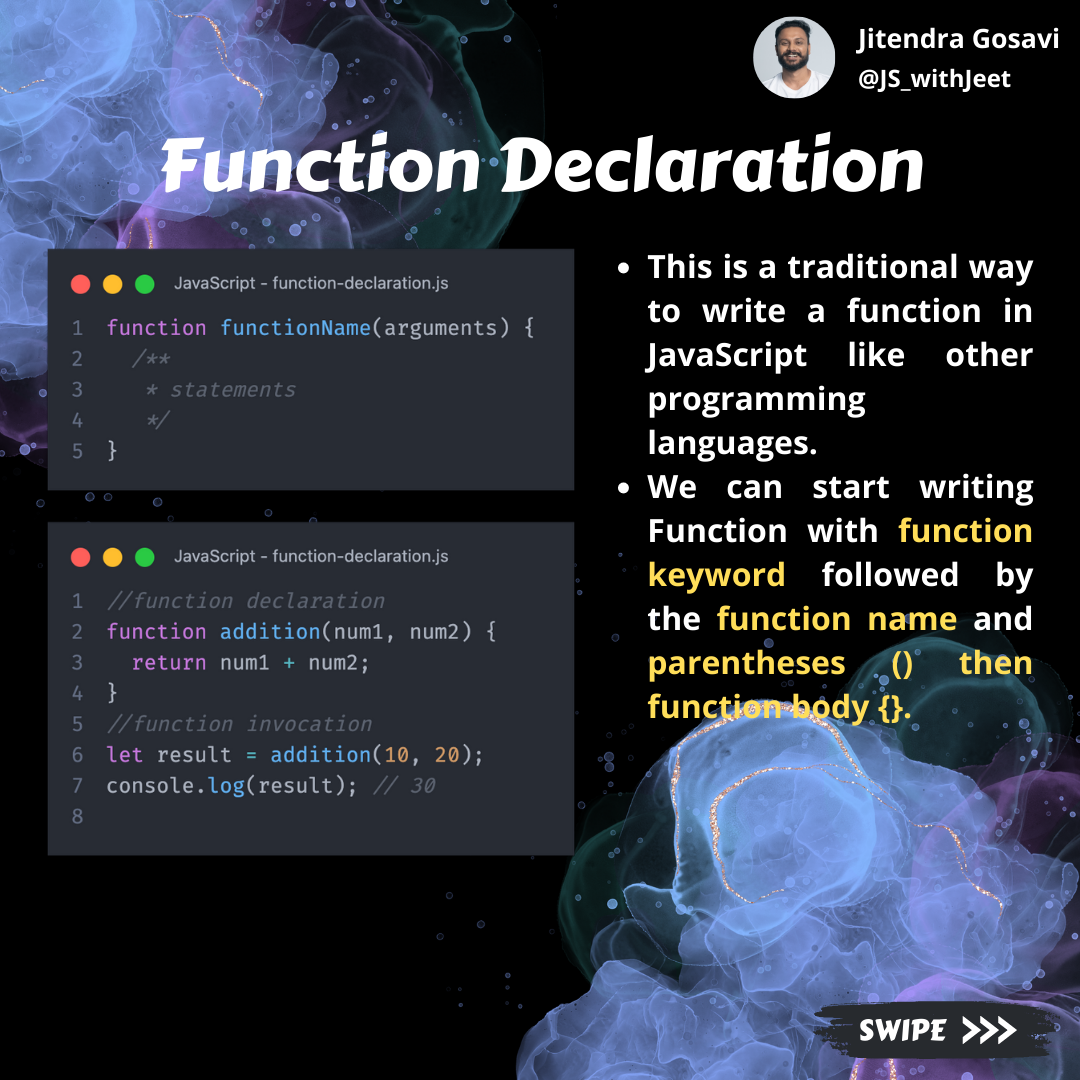 Jitendra Gosavi
@JS_withJeet
Function Declaration
JavaScript - function-declaration.js
1 function functionName(arguments) {
2   /**
3    * statements
4    */
5 }
JavaScript - function-declaration.js
1 //function declaration
2 function addition(num1, num2) {
3   return num1 + num2;
4 }
5 //function invocation
6 let result = addition(10, 20);
7 console.log(result); // 30
8
• This is a traditional way
to write a function in
JavaScript like other
programming
languages.
• We can start writing
Function with function
keyword followed by
the function name and
parentheses () then
function body {}.
SWIPE >>>